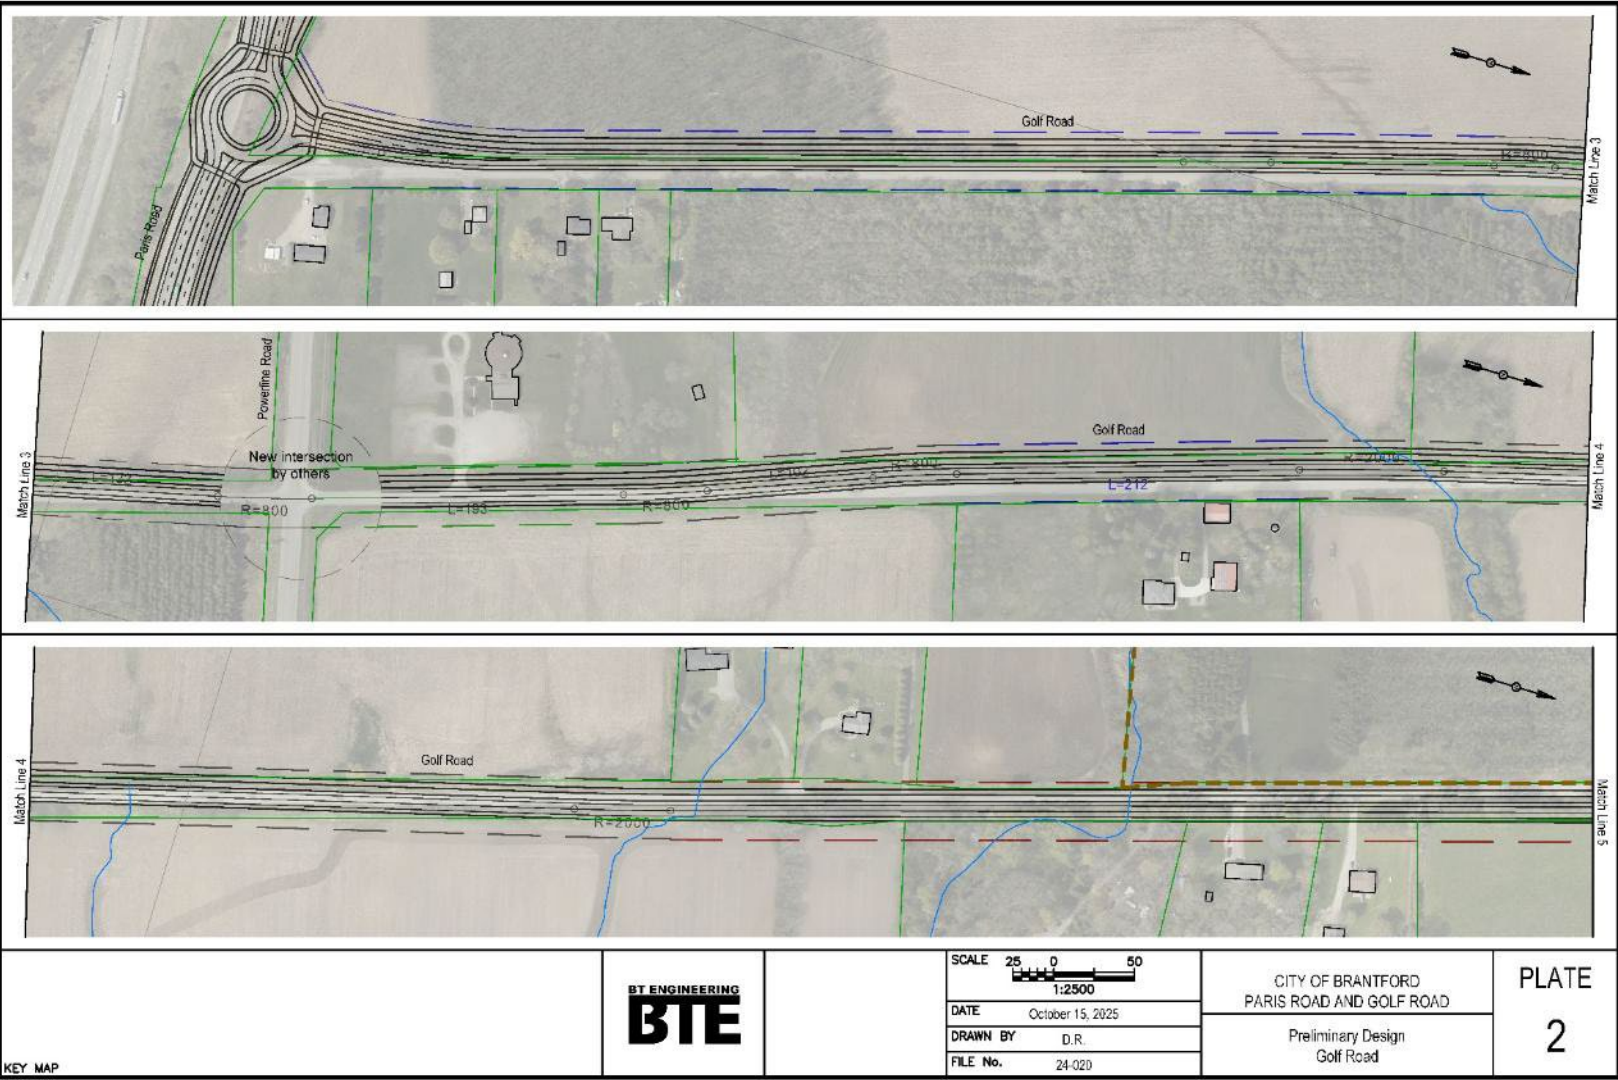 Golf Road
R=800
Match Line 3
Paris Road
Powerline Road
Golf Road
New intersection
by others
Match Line 3
R=800
L=193
R=800
L=102
R=800
L=212
R=2000
Match Line 4
Golf Road
Match Line 4
R=2000
Match Line 5
KEY MAP
BT ENGINEERING
BTE
SCALE 25 0 50
1:2500
DATE October 15, 2025
DRAWN BY D.R.
FILE No. 24-020
CITY OF BRANTFORD
PARIS ROAD AND GOLF ROAD
Preliminary Design
Golf Road
PLATE
2